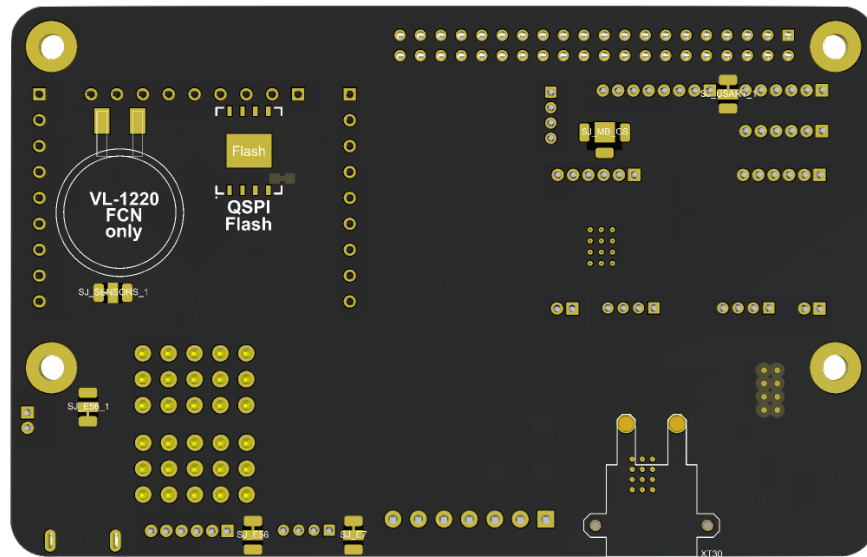 SJ_USART_1
SJ_MB_CS
Flash
VL-1220
FCN
only
QSPI
Flash
SJ_SENSORS_1
SJ_E56_1
SJ_E56
SJ_E7
XT30